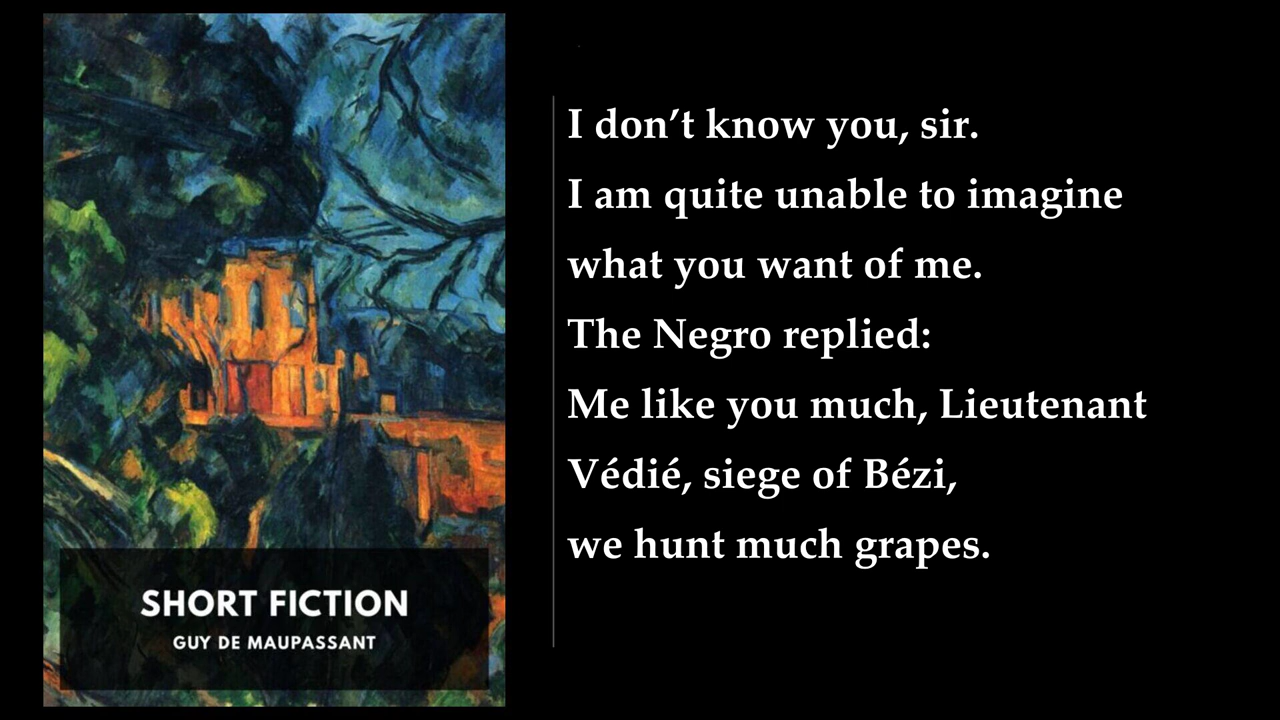 SHORT FICTION
GUY DE MAUPASSANT
I don’t know you, sir.
I am quite unable to imagine
what you want of me.
The Negro replied:
Me like you much, Lieutenant
Védié, siege of Bézi,
we hunt much grapes.